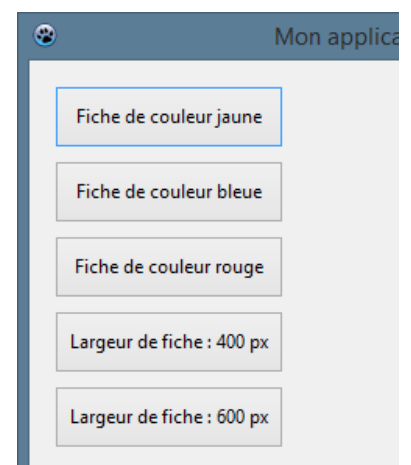 Mon applica
Fiche de couleur jaune
Fiche de couleur bleue
Fiche de couleur rouge
Largeur de fiche : 400 px
Largeur de fiche : 600 px